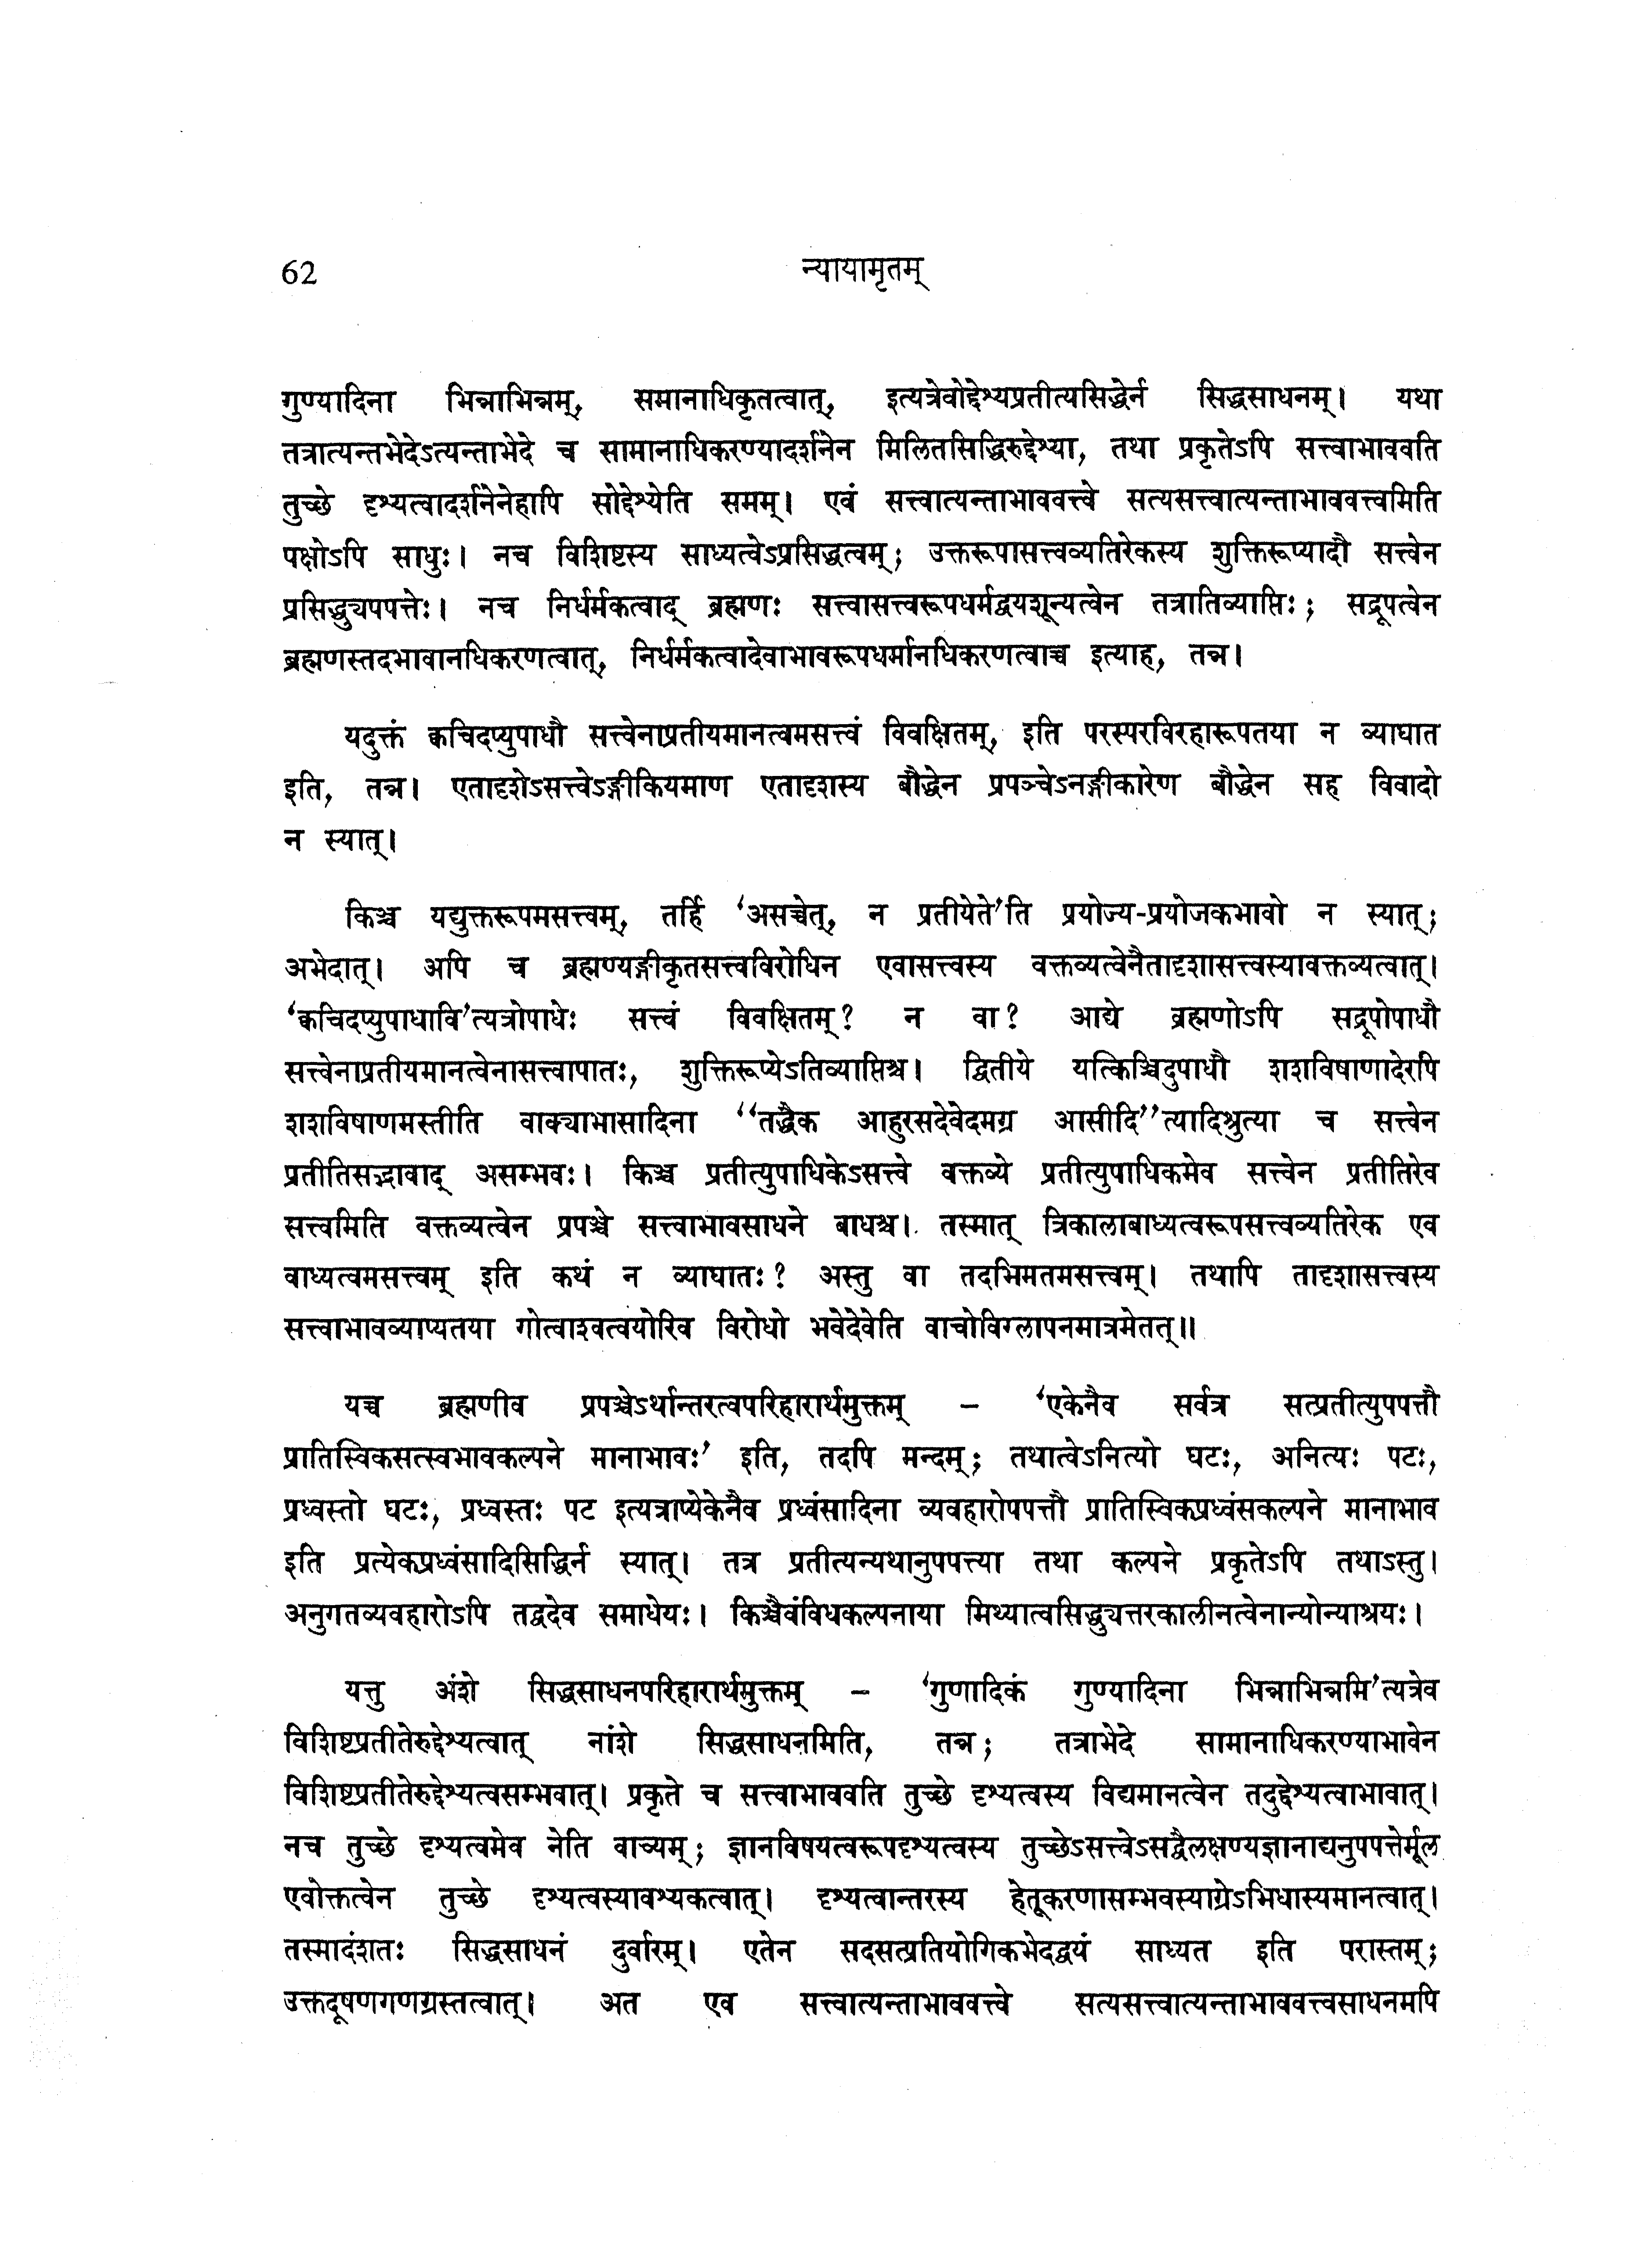 62 न्यायामृतम्
गुण्यादिना भिन्नाभिन्नम्, समानाधिकृतत्वात्, इत्यत्रेवोद्देश्यप्रतीत्यसिद्धेर्न सिद्धसाधनम्। यथा
तत्रात्यन्तभेदेऽत्यन्ताभेदे च सामानाधिकरण्यादर्शनेन मिलितसिद्धिरुद्देश्या, तथा प्रकृतेऽपि सत्त्वाभाववति
तुच्छे दृश्यत्वादर्शनेनेहापि सोद्देश्येति समम्। एवं सत्त्वात्यन्ताभाववत्त्वे सत्यसत्त्वात्यन्ताभाववत्त्वमिति
पक्षोऽपि साधुः। नच विशिष्टस्य साध्यत्वेऽप्रसिद्धत्वम्; उक्तरूपासत्त्वव्यतिरेकस्य शुक्तिरूप्यादौ सत्त्वेन
प्रसिद्ध्युपपत्तेः। नच निर्धर्मकत्वाद् ब्रह्मणः सत्त्वासत्त्वरूपधर्मद्वयशून्यत्वेन तत्रातिव्याप्तिः; सद्रूपत्वेन
ब्रह्मणस्तदभावानधिकरणत्वात्, निर्धर्मकत्वादेवाभावरूपधर्मानधिकरणत्वाच्च इत्याह, तन्न।
यदुक्तं क्वचिदप्युपाधौ सत्त्वेनाप्रतीयमानत्वमसत्त्वं विवक्षितम्, इति परस्परविरहारूपतया न व्याघात
इति, तन्न। एतादृशेऽसत्त्वेऽङ्गीकियमाण एतादृशस्य बौद्धेन प्रपञ्चेऽनङ्गीकारेण बौद्धेन सह विवादो
न स्यात्।
किञ्च यद्युक्तरूपमसत्त्वम्, तर्हि ‘असच्चेत्, न प्रतीयेते’ति प्रयोज्य-प्रयोजकभावो न स्यात्;
अभेदात्। अपि च ब्रह्मण्यङ्गीकृतसत्त्वविरोधिन एवासत्त्वस्य वक्तव्यत्वेनैतादृशासत्त्वस्यावक्तव्यत्वात्।
‘क्वचिदप्युपाधावि’त्यत्रोपाधेः सत्त्वं विवक्षितम्? न वा? आद्ये ब्रह्मणोऽपि सद्रूपोपाधौ
सत्त्वेनाप्रतीयमानत्वेनासत्त्वापातः, शुक्तिरूप्येऽतिव्याप्तिश्च। द्वितीये यत्किञ्चिदुपाधौ शशविषाणादेरपि
शशविषाणमस्तीति वाक्याभासादिना “तद्धैक आहुरसदेवेदमग्र आसीदि”त्यादिश्रुत्या च सत्त्वेन
प्रतीतिसद्भावाद् असम्भवः। किञ्च प्रतीत्युपाधिकेऽसत्त्वे वक्तव्ये प्रतीत्युपाधिकमेव सत्त्वेन प्रतीतिरेव
सत्त्वमिति वक्तव्यत्वेन प्रपञ्चे सत्त्वाभावसाधने बाधश्च। तस्मात् त्रिकालाबाध्यत्वरूपसत्त्वव्यतिरेक एव
वाध्यत्वमसत्त्वम् इति कथं न व्याघातः? अस्तु वा तदभिमतमसत्त्वम्। तथापि तादृशासत्त्वस्य
सत्त्वाभावव्याप्यतया गोत्वाश्वत्वयोरिव विरोधो भवेदेवेति वाचोविग्लापनमात्रमेतत्॥
यच्च ब्रह्मणीव प्रपञ्चेऽर्थान्तरत्वपरिहारार्थमुक्तम् – ‘एकेनैव सर्वत्र सत्प्रतीत्युपपत्तौ
प्रातिस्विकसत्स्वभावकल्पने मानाभावः’ इति, तदपि मन्दम्; तथात्वेऽनित्यो घटः, अनित्यः पटः,
प्रध्वस्तो घटः, प्रध्वस्तः पट इत्यत्राप्येकेनैव प्रध्वंसादिना व्यवहारोपपत्तौ प्रातिस्विकप्रध्वंसकल्पने मानाभाव
इति प्रत्येकप्रध्वंसादिसिद्धिर्न स्यात्। तत्र प्रतीत्यन्यथानुपपत्त्या तथा कल्पने प्रकृतेऽपि तथाऽस्तु।
अनुगतव्यवहारोऽपि तद्वदेव समाधेयः। किञ्चैवंविधकल्पनाया मिथ्यात्वसिद्ध्युत्तरकालीनत्वेनान्योन्याश्रयः।
यत्तु अंशे सिद्धसाधनपरिहारार्थमुक्तम् – ‘गुणादिकं गुण्यादिना भिन्नाभिन्नमि’त्यत्रेव
विशिष्टप्रतीतेरुद्देश्यत्वात् नांशे सिद्धसाधनमिति, तन्न; तत्राभेदे सामानाधिकरण्याभावेन
विशिष्टप्रतीतेरुद्देश्यत्वसम्भवात्। प्रकृते च सत्त्वाभाववति तुच्छे दृश्यत्वस्य विद्यमानत्वेन तदुद्देश्यत्वाभावात्।
नच तुच्छे दृश्यत्वमेव नेति वाच्यम्; ज्ञानविषयत्वरूपदृश्यत्वस्य तुच्छेऽसत्त्वेऽसद्वैलक्षण्यज्ञानाद्यनुपपत्तेर्मूल
एवोक्तत्वेन तुच्छे दृश्यत्वस्यावश्यकत्वात्। दृश्यत्वान्तरस्य हेतूकरणासम्भवस्याग्रेऽभिधास्यमानत्वात्।
तस्मादंशतः सिद्धसाधनं दुर्वारम्। एतेन सदसत्प्रतियोगिकभेदद्वयं साध्यत इति परास्तम्;
उक्तदूषणगणग्रस्तत्वात्। अत एव सत्त्वात्यन्ताभाववत्त्वे सत्यसत्त्वात्यन्ताभाववत्त्वसाधनमपि